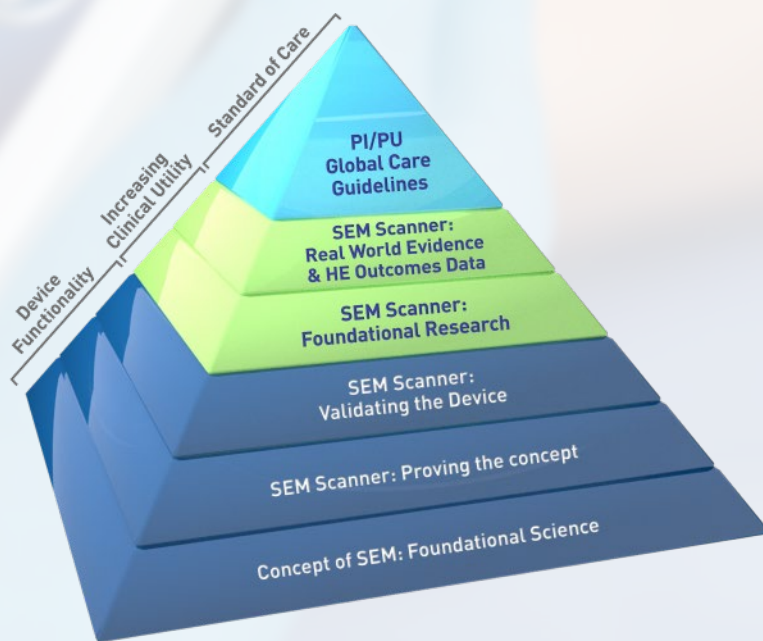 Standard of Care
Increasing
Clinical Utility
Device
Functionality
PI/PU
Global Care
Guidelines
SEM Scanner:
Real World Evidence
& HE Outcomes Data
SEM Scanner:
Foundational Research
SEM Scanner:
Validating the Device
SEM Scanner: Proving the concept
Concept of SEM: Foundational Science